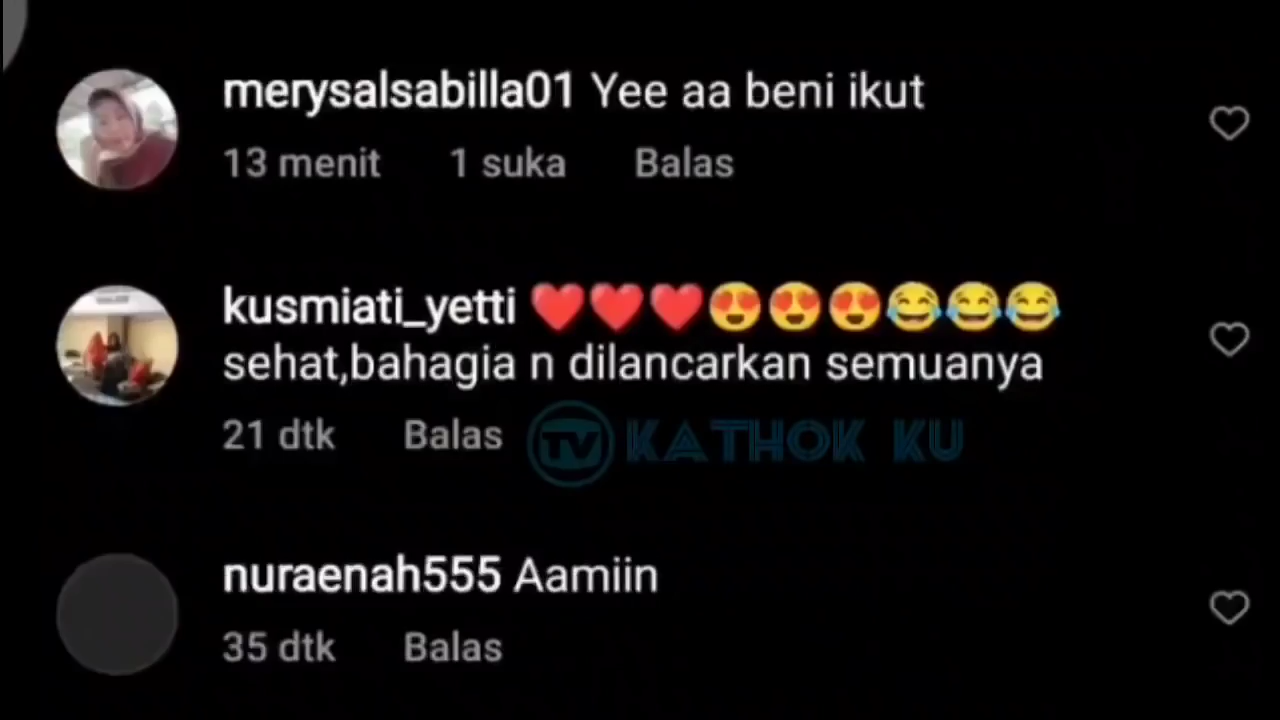 merysalsabilla01 Yee aa beni ikut
13 menit 1 suka Balas
kusmiati_yetti ❤️❤️❤️😍😍😍😂😂😂
sehat,bahagia n dilancarkan semuanya
21 dtk Balas
TV KATHOK KU
nuraenah555 Aamiin
35 dtk Balas